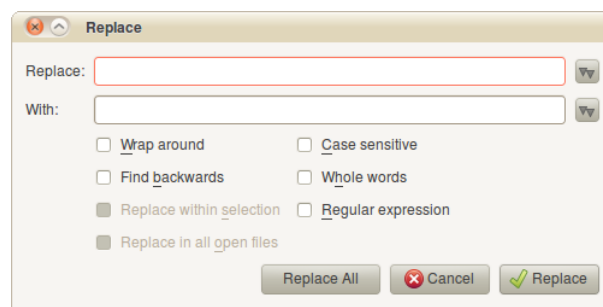 Replace
Replace:
With:
Wrap around
Case sensitive
Find backwards
Whole words
Replace within selection
Regular expression
Replace in all open files
Replace All
Cancel
Replace